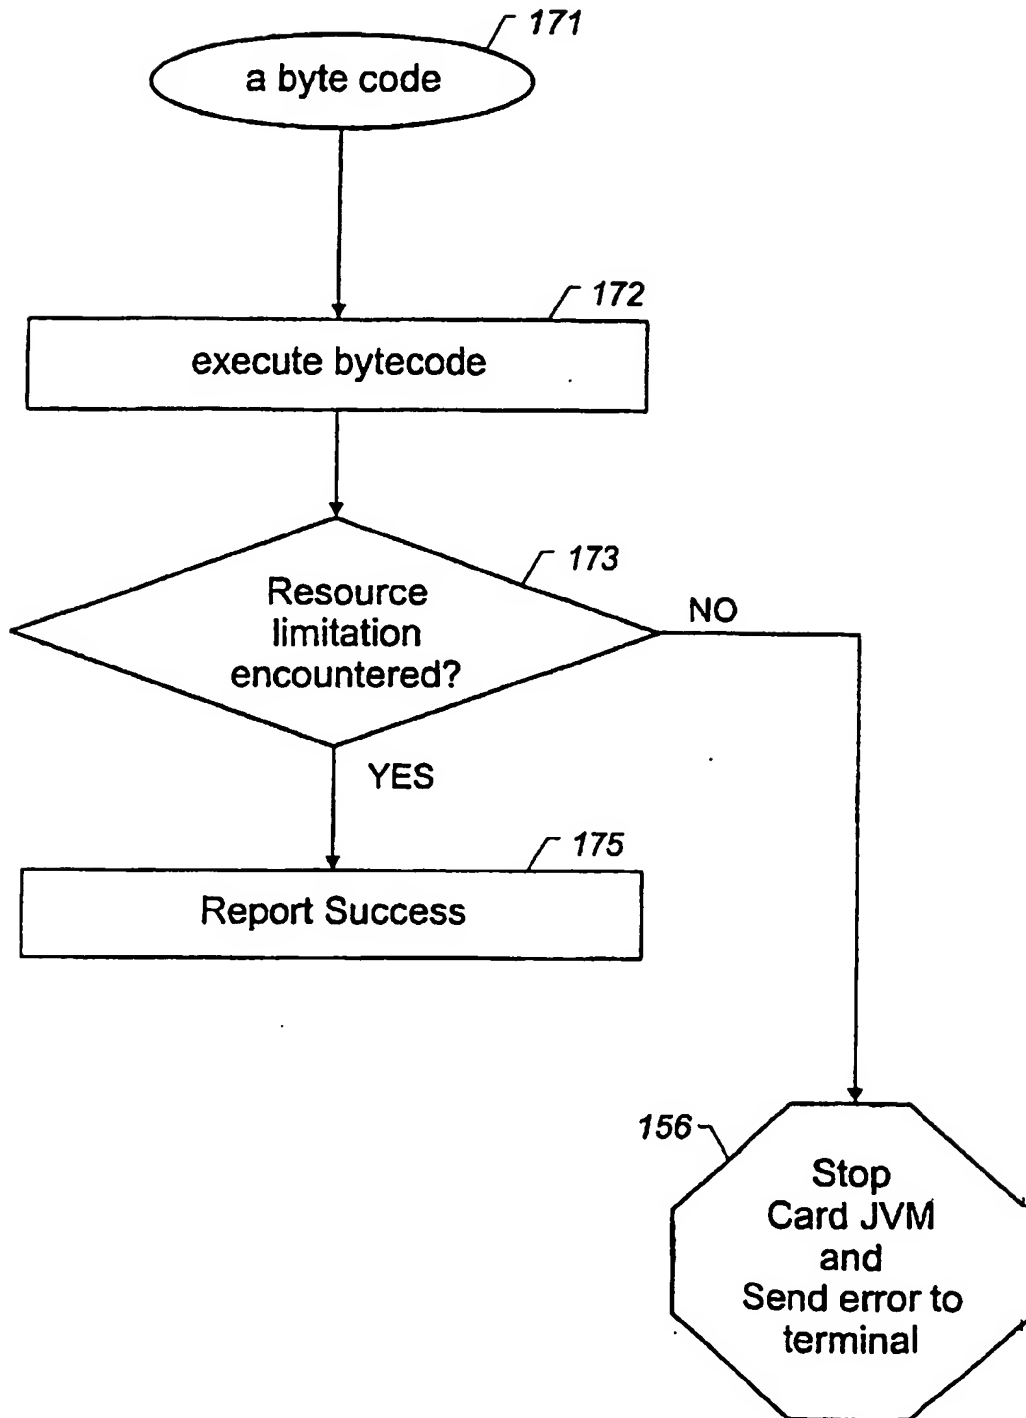 171
a byte code
172
execute bytecode
173
Resource
limitation
encountered?
NO
YES
175
Report Success
156
Stop
Card JVM
and
Send error to
terminal